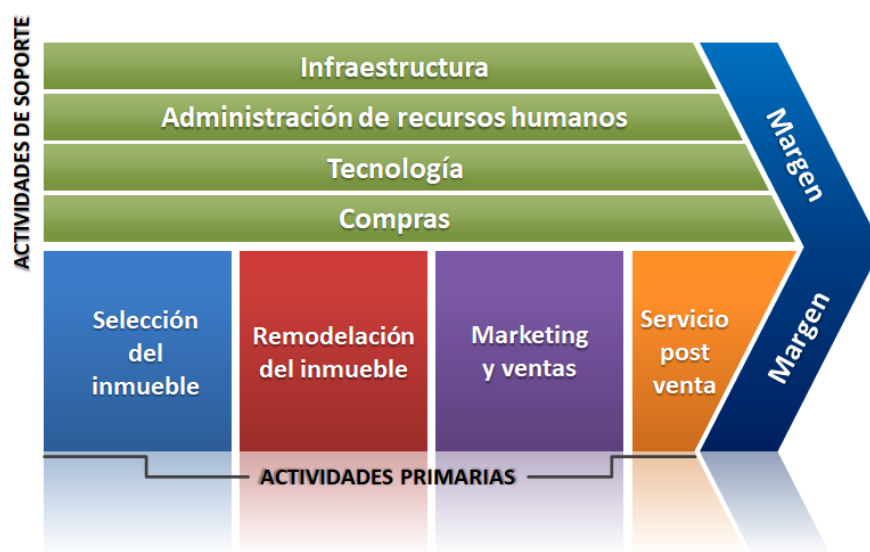 ACTIVIDADES DE SOPORTE
Infraestructura
Administración de recursos humanos
Tecnología
Compras
Margen
Selección
del
inmueble
Remodelación
del inmueble
Marketing
y ventas
Servicio
post
venta
Margen
ACTIVIDADES PRIMARIAS